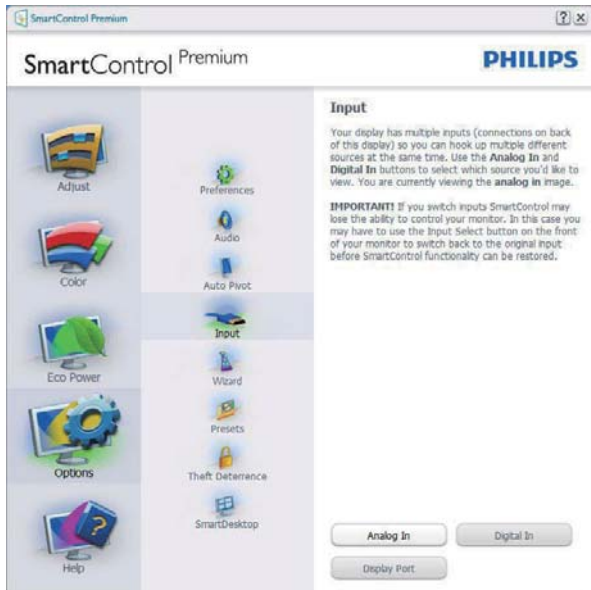 SmartControl Premium
SmartControl Premium
PHILIPS
Adjust
Color
Eco Power
Options
Help
Preferences
Audio
Auto Pivot
Input
Wizard
Presets
Theft Deterrence
SmartDesktop
Input
Your display has multiple inputs (connections on back
of this display) so you can hook up multiple different
sources at the same time. Use the Analog In and
Digital In buttons to select which source you'd like to
view. You are currently viewing the analog in image.
IMPORTANT! If you switch inputs SmartControl may
lose the ability to control your monitor. In this case you
may have to use the Input Select button on the front
of your monitor to switch back to the original input
before SmartControl functionality can be restored.
Analog In
Digital In
Display Port